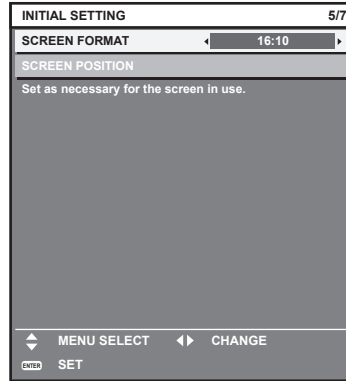 INITIAL SETTING 5/7
SCREEN FORMAT 16:10
SCREEN POSITION
Set as necessary for the screen in use.
MENU SELECT CHANGE
ENTER SET